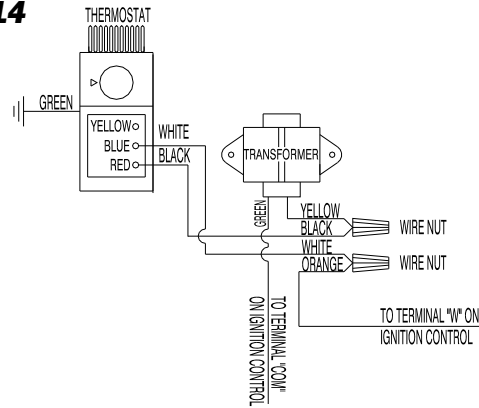 14
THERMOSTAT
GREEN
YELLOW
BLUE
RED
WHITE
BLACK
TRANSFORMER
GREEN
YELLOW
BLACK
WIRE NUT
WHITE
ORANGE
WIRE NUT
TO TERMINAL "COM"
ON IGNITION CONTROL
TO TERMINAL "W" ON
IGNITION CONTROL